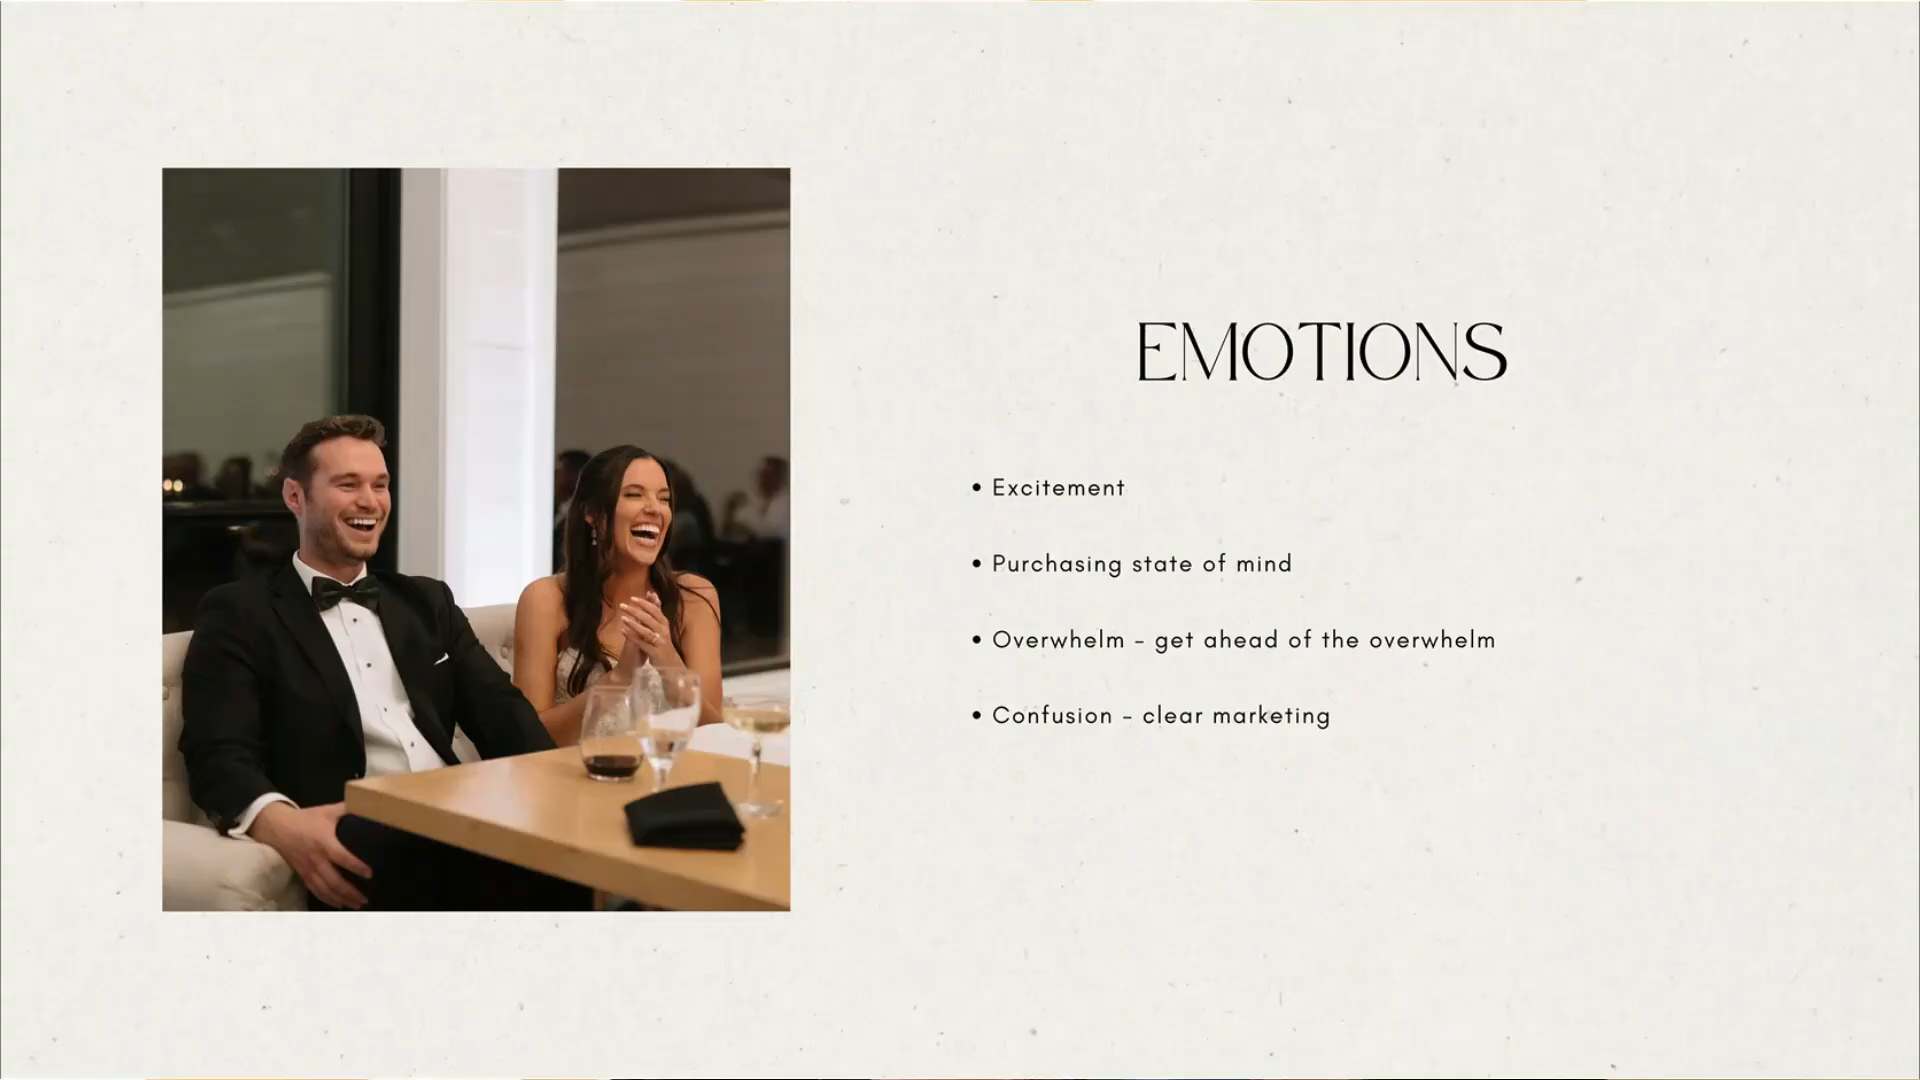 EMOTIONS
• Excitement
• Purchasing state of mind
• Overwhelm - get ahead of the overwhelm
• Confusion - clear marketing